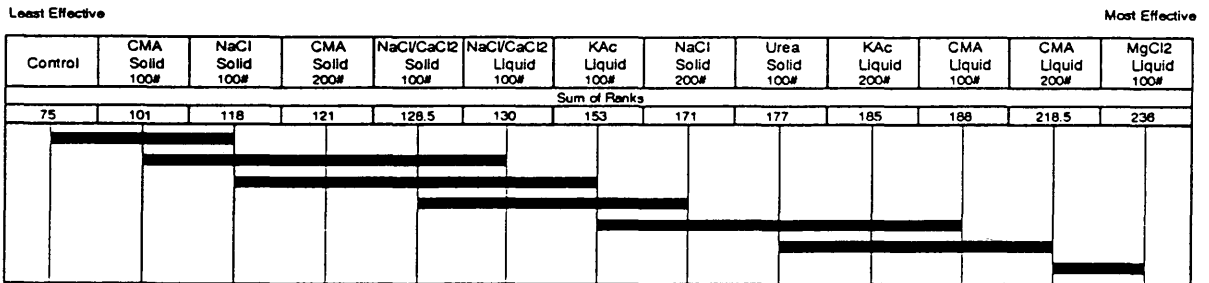 Least Effective Most Effective
Control CMA Solid 100# NaCl Solid 100# CMA Solid 200# NaCl/CaCl2 Solid 100# NaCl/CaCl2 Liquid 100# KAc Liquid 100# NaCl Solid 200# Urea Solid 100# KAc Liquid 200# CMA Liquid 100# CMA Liquid 200# MgCl2 Liquid 100#
Sum of Ranks
75 101 118 121 128.5 130 153 171 177 185 188 218.5 236